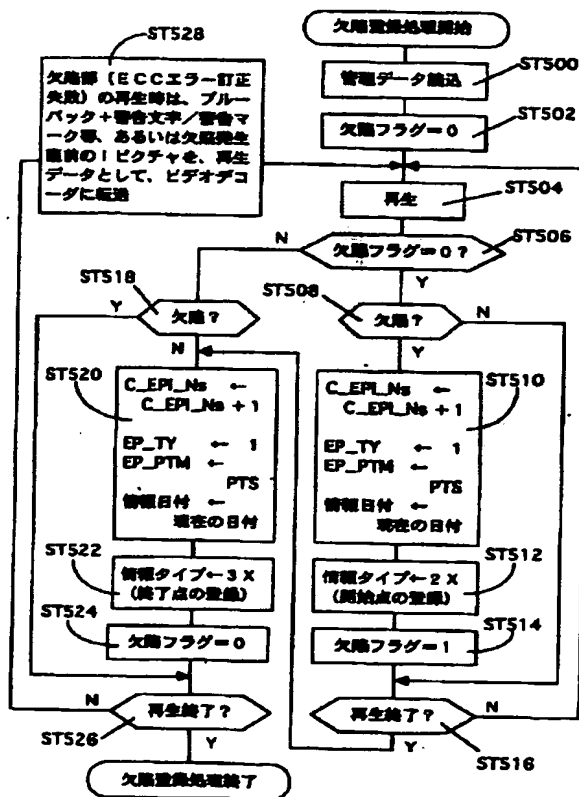 ST528
欠陥部（ECCエラー訂正
失敗）の再生時は、ブルー
バック+警告文字／警告マ
ーク等、あるいは欠陥発生
直前のIピクチャを、再生
データとして、ビデオデコ
ーダに転送
欠陥登録処理開始
ST500
管理データ読込
ST502
欠陥フラグ=0
ST504
再生
ST506
欠陥フラグ=0?
N
Y
ST518
欠陥?
Y
N
ST508
欠陥?
N
Y
ST520
C_EPI_Ns ←
C_EPI_Ns + 1
EP_TY ← 1
EP_PTM ←
PTS
情報日付 ←
現在の日付
ST510
C_EPI_Ns ←
C_EPI_Ns + 1
EP_TY ← 1
EP_PTM ←
PTS
情報日付 ←
現在の日付
ST522
情報タイプ←3X
(終了点の登録)
ST512
情報タイプ←2X
(開始点の登録)
ST524
欠陥フラグ=0
ST514
欠陥フラグ=1
N
再生終了?
ST526
Y
再生終了?
N
Y
ST516
欠陥登録処理終了